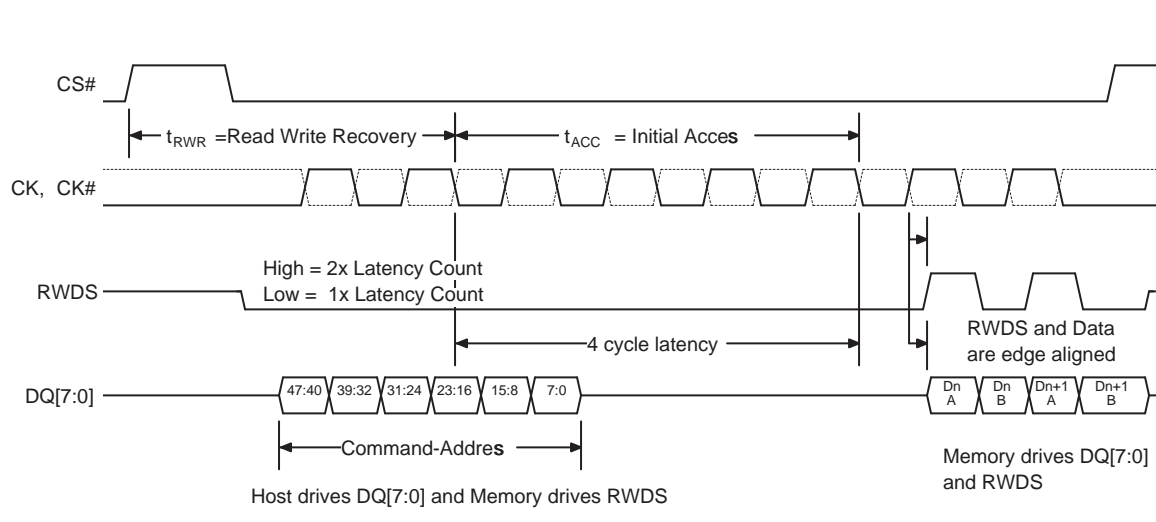 CS#
tRWR =Read Write Recovery
tACC = Initial Acces
CK, CK#
High = 2x Latency Count
Low = 1x Latency Count
RWDS
4 cycle latency
RWDS and Data
are edge aligned
DQ[7:0]
47:40 39:32 31:24 23:16 15:8 7:0
Dn A
Dn B
Dn+1 A
Dn+1 B
Command-Addres
Memory drives DQ[7:0]
and RWDS
Host drives DQ[7:0] and Memory drives RWDS